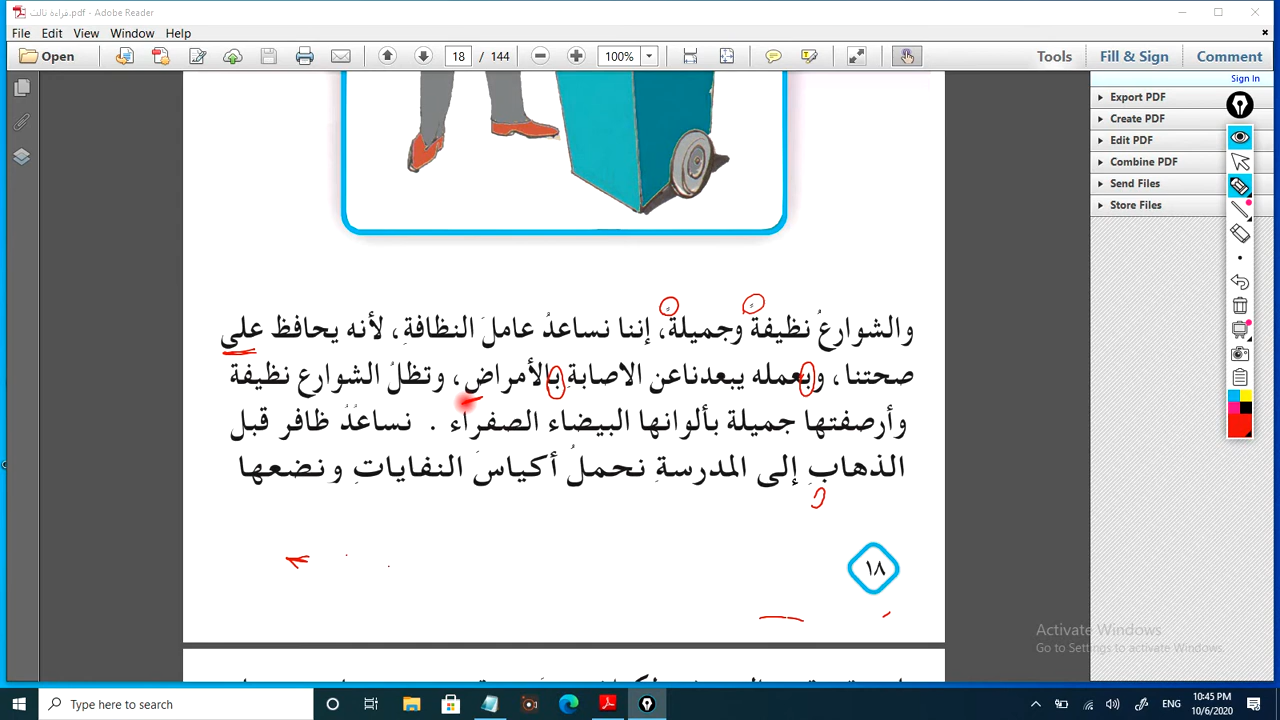 قراءة ثالث.pdf - Adobe Reader
File Edit View Window Help
Open 18 / 144 100% Tools Fill & Sign Comment
Sign In
Export PDF
Create PDF
Edit PDF
Combine PDF
Send Files
Store Files
والشوارعُ نظيفةً وجميلةً، إننا نساعدُ عاملَ النظافةِ، لأنه يحافظ على
صحتنا، وبعمله يبعدناعن الاصابةِ بالأمراضِ، وتظلُ الشوارع نظيفة
وأرصفتها جميلة بألوانها البيضاء الصفراء . نساعُدُ ظافر قبل
الذهابِ إلى المدرسةِ نحملُ أكياسَ النفاياتِ ونضعها
١٨
Activate Windows
Go to Settings to activate Windows.
Type here to search
ENG
10:45 PM
10/6/2020